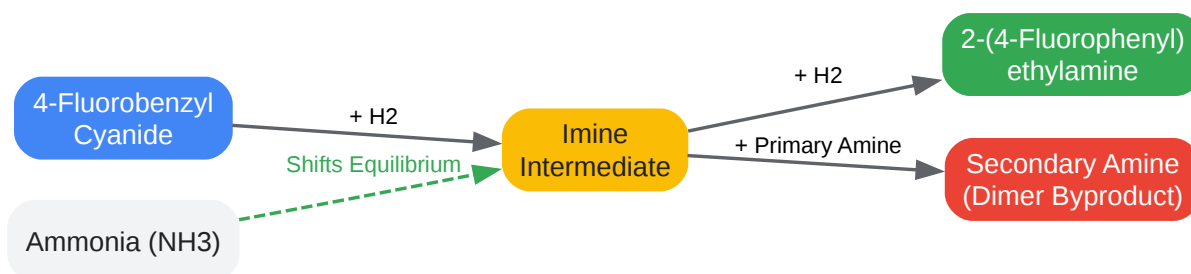 4-Fluorobenzyl
Cyanide
+ H2
Shifts Equilibrium
Ammonia (NH3)
Imine
Intermediate
+ H2
+ Primary Amine
2-(4-Fluorophenyl)
ethylamine
Secondary Amine
(Dimer Byproduct)